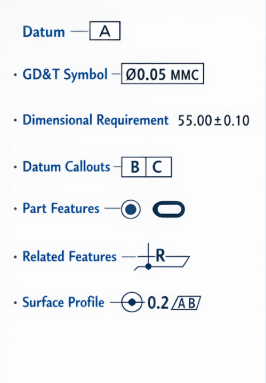 Datum A
· GD&T Symbol Ø0.05 MMC
· Dimensional Requirement 55.00±0.10
· Datum Callouts B C
· Part Features
· Related Features R
· Surface Profile 0.2 A B